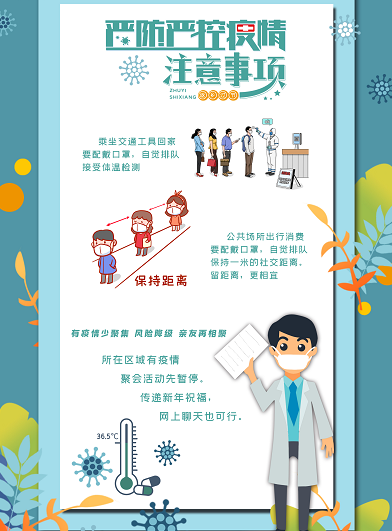 严防严控疫情
注意事项
ZHUYI
SHIXIANG
乘坐交通工具回家
要配戴口罩，自觉排队
接受体温检测
公共场所出行消费
要配戴口罩，自觉排队
保持一米的社交距离。
留距离，更相宜
保持距离
有疫情少聚集 风险降级 亲友再相聚
所在区域有疫情
聚会活动先暂停。
传递新年祝福，
网上聊天也可行。
36.5℃